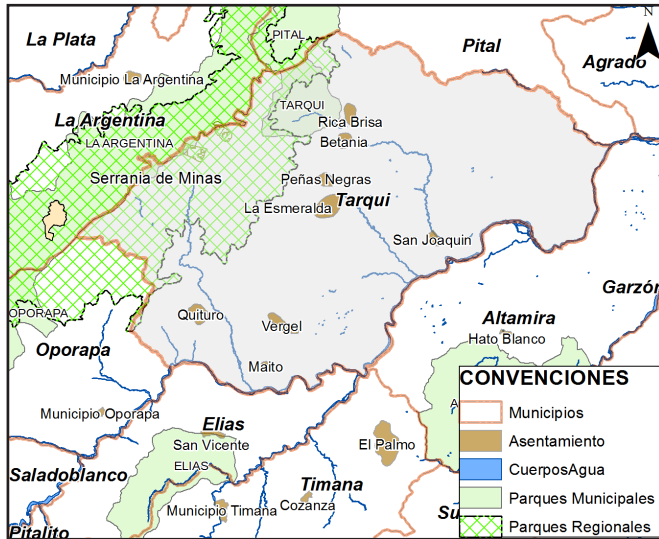 N
La Plata
PITAL
Pital
Agrado
Municipio La Argentina
TARQUI
La Argentina
Rica Brisa
LA ARGENTINA
Betania
Serrania de Minas
Peñas Negras
La Esmeralda
Tarqui
San Joaquin
Garzón
OPORAPA
Quituro
Vergel
Altamira
Hato Blanco
Oporapa
Maito
CONVENCIONES
Municipios
Municipio Oporapa
Elias
San Vicente
El Palmo
Asentamiento
Saladoblanco
ELIAS
CuerposAgua
Timana
Cozanza
Parques Municipales
Municipio Timana
Su
Pitalito
Parques Regionales